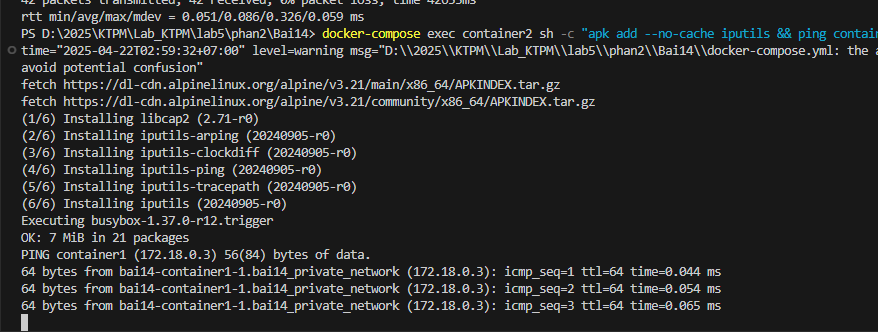 42 packets transmitted, 42 received, 0% packet loss, time 42055ms
rtt min/avg/max/mdev = 0.051/0.086/0.326/0.059 ms
PS D:\2025\KTPM\Lab_KTPM\lab5\phan2\Bai14> docker-compose exec container2 sh -c "apk add --no-cache iputils && ping contain
time="2025-04-22T02:59:32+07:00" level=warning msg="D:\\2025\\KTPM\\Lab_KTPM\\lab5\\phan2\\Bai14\\docker-compose.yml: the a
avoid potential confusion"
fetch https://dl-cdn.alpinelinux.org/alpine/v3.21/main/x86_64/APKINDEX.tar.gz
fetch https://dl-cdn.alpinelinux.org/alpine/v3.21/community/x86_64/APKINDEX.tar.gz
(1/6) Installing libcap2 (2.71-r0)
(2/6) Installing iputils-arping (20240905-r0)
(3/6) Installing iputils-clockdiff (20240905-r0)
(4/6) Installing iputils-ping (20240905-r0)
(5/6) Installing iputils-tracepath (20240905-r0)
(6/6) Installing iputils (20240905-r0)
Executing busybox-1.37.0-r12.trigger
OK: 7 MiB in 21 packages
PING container1 (172.18.0.3) 56(84) bytes of data.
64 bytes from bai14-container1-1.bai14_private_network (172.18.0.3): icmp_seq=1 ttl=64 time=0.044 ms
64 bytes from bai14-container1-1.bai14_private_network (172.18.0.3): icmp_seq=2 ttl=64 time=0.054 ms
64 bytes from bai14-container1-1.bai14_private_network (172.18.0.3): icmp_seq=3 ttl=64 time=0.065 ms